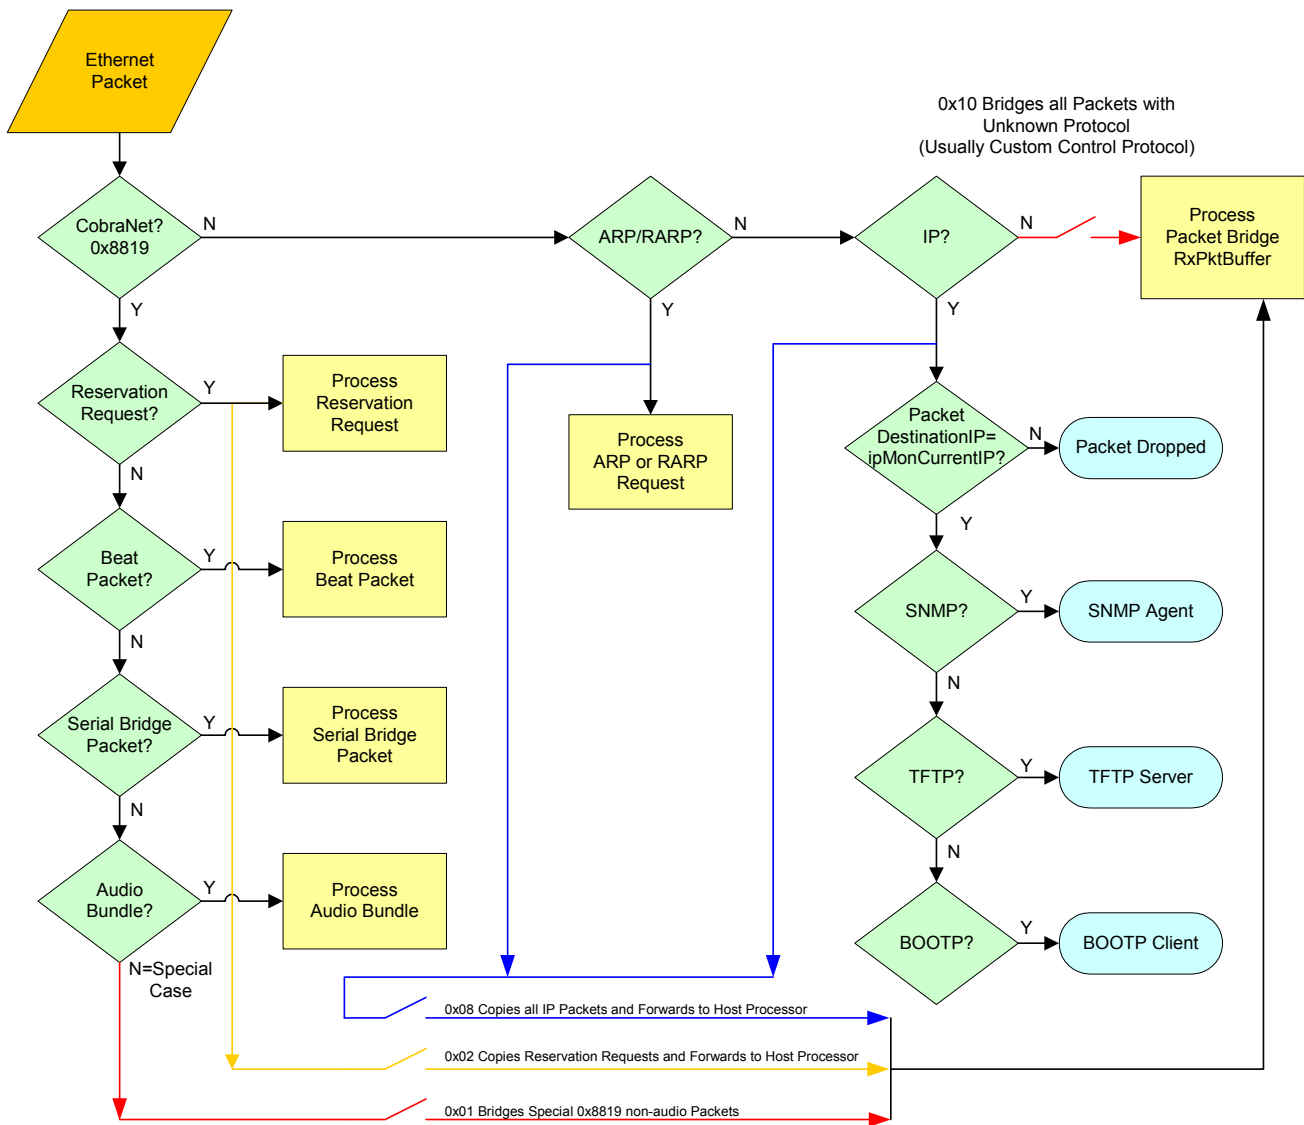 Ethernet
Packet
0x10 Bridges all Packets with
Unknown Protocol
(Usually Custom Control Protocol)
CobraNet?
0x8819
N
ARP/RARP?
N
IP?
N
Process
Packet Bridge
RxPktBuffer
Y
Y
Y
Reservation
Request?
Y
Process
Reservation
Request
Packet
DestinationIP=
ipMonCurrentIP?
N
Packet Dropped
Process
ARP or RARP
Request
N
Y
Beat
Packet?
Y
Process
Beat Packet
SNMP?
Y
SNMP Agent
N
N
Serial Bridge
Packet?
Y
Process
Serial Bridge
Packet
TFTP?
Y
TFTP Server
N
N
Audio
Bundle?
Y
Process
Audio Bundle
BOOTP?
Y
BOOTP Client
N=Special
Case
0x08 Copies all IP Packets and Forwards to Host Processor
0x02 Copies Reservation Requests and Forwards to Host Processor
0x01 Bridges Special 0x8819 non-audio Packets